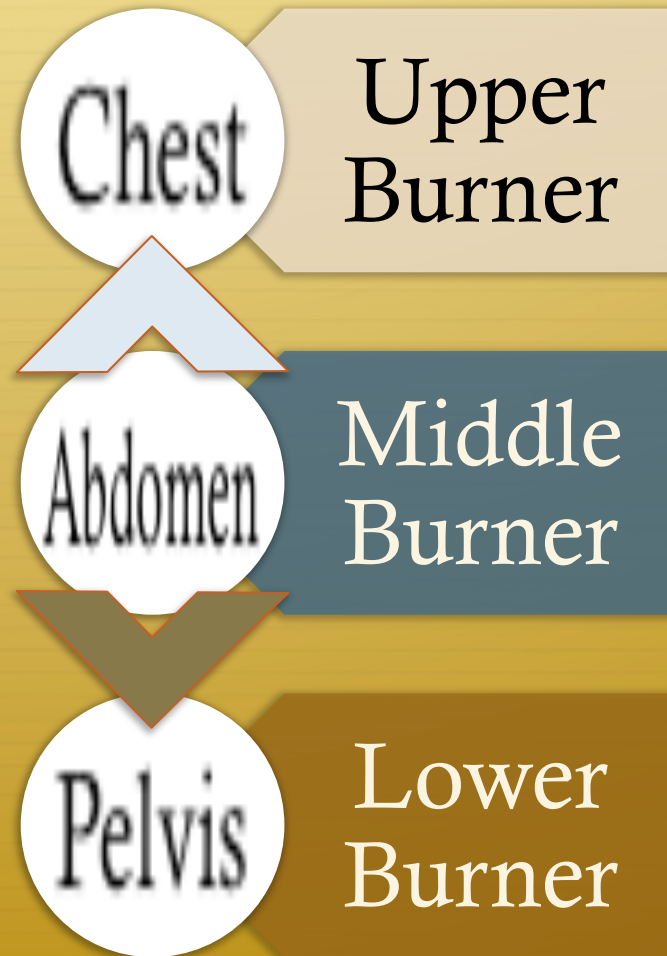 Chest
Upper
Burner
Abdomen
Middle
Burner
Pelvis
Lower
Burner